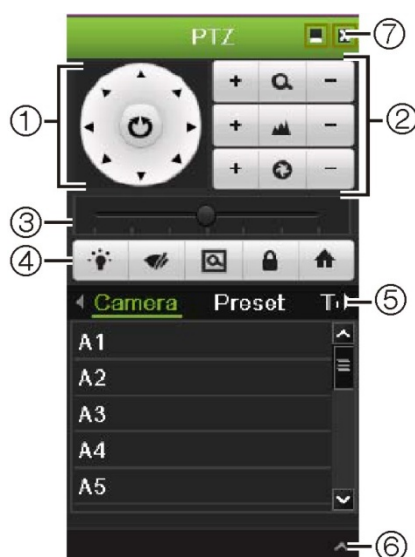 PTZ
⑦
①
+ −
②
+ −
+ −
③
④
Camera Preset
⑤
A1
A2
A3
A4
A5
⑥